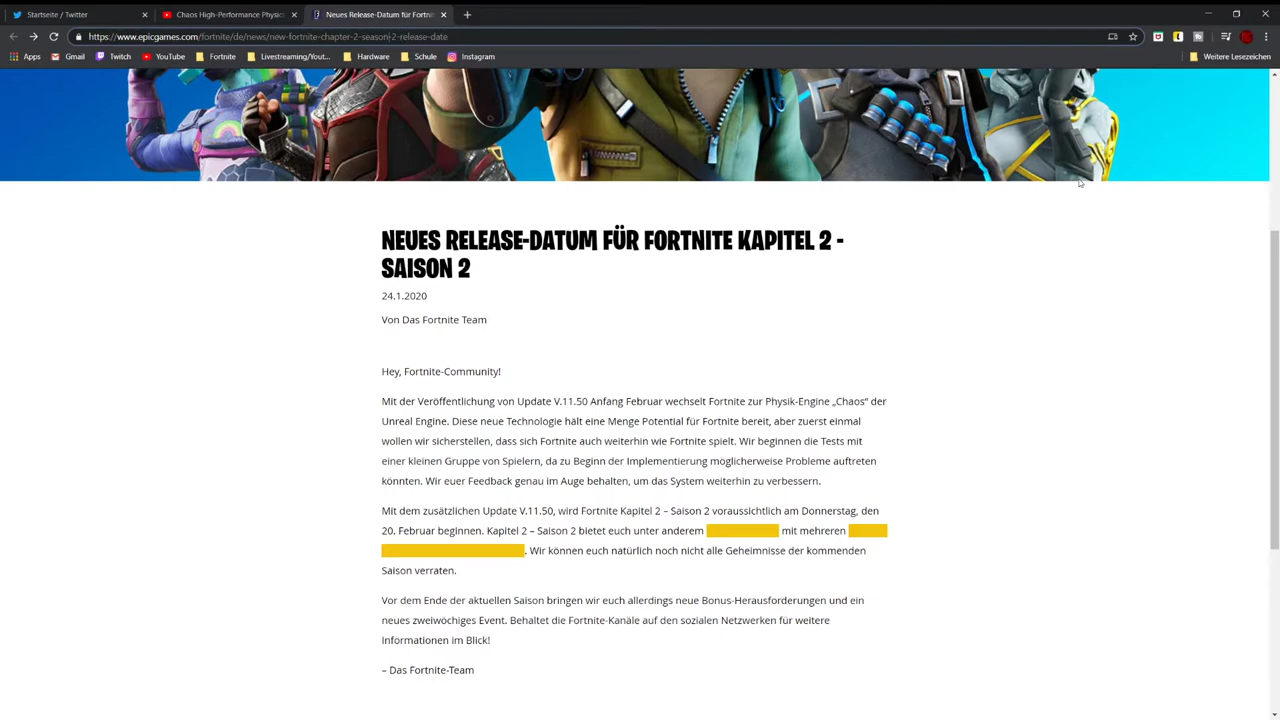 Startseite / Twitter
Chaos High-Performance Physic
Neues Release-Datum für Fortnit
https://www.epicgames.com/fortnite/de/news/new-fortnite-chapter-2-season-2-release-date
Apps
Gmail
Twitch
YouTube
Fortnite
Livestreaming/Yout...
Hardware
Schule
Instagram
Weitere Lesezeichen
NEUES RELEASE-DATUM FÜR FORTNITE KAPITEL 2 -
SAISON 2
24.1.2020
Von Das Fortnite Team
Hey, Fortnite-Community!
Mit der Veröffentlichung von Update V.11.50 Anfang Februar wechselt Fortnite zur Physik-Engine „Chaos“ der
Unreal Engine. Diese neue Technologie hält eine Menge Potential für Fortnite bereit, aber zuerst einmal
wollen wir sicherstellen, dass sich Fortnite auch weiterhin wie Fortnite spielt. Wir beginnen die Tests mit
einer kleinen Gruppe von Spielern, da zu Beginn der Implementierung möglicherweise Probleme auftreten
könnten. Wir euer Feedback genau im Auge behalten, um das System weiterhin zu verbessern.
Mit dem zusätzlichen Update V.11.50, wird Fortnite Kapitel 2 – Saison 2 voraussichtlich am Donnerstag, den
20. Februar beginnen. Kapitel 2 – Saison 2 bietet euch unter anderem mit mehreren
. Wir können euch natürlich noch nicht alle Geheimnisse der kommenden
Saison verraten.
Vor dem Ende der aktuellen Saison bringen wir euch allerdings neue Bonus-Herausforderungen und ein
neues zweiwöchiges Event. Behaltet die Fortnite-Kanäle auf den sozialen Netzwerken für weitere
Informationen im Blick!
– Das Fortnite-Team